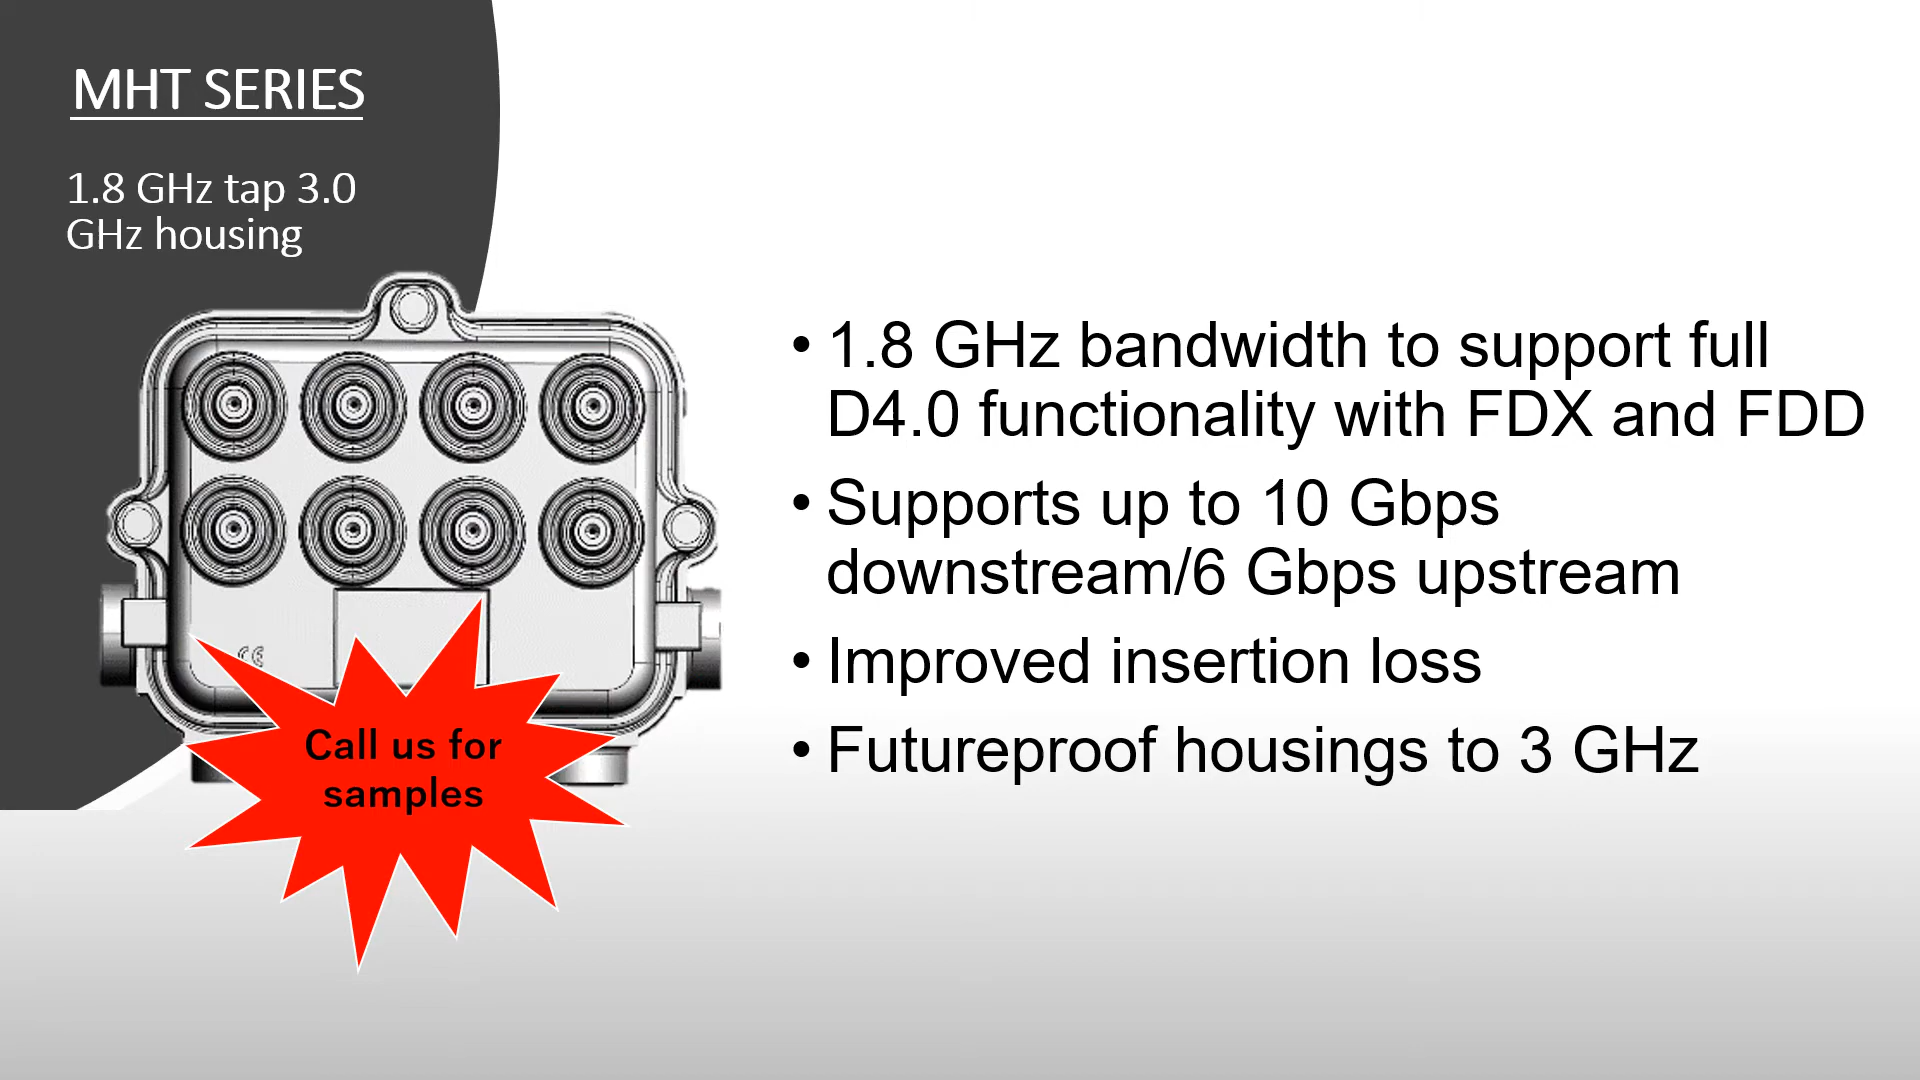 MHT SERIES
1.8 GHz tap 3.0
GHz housing
CE
Call us for
samples
• 1.8 GHz bandwidth to support full
D4.0 functionality with FDX and FDD
• Supports up to 10 Gbps
downstream/6 Gbps upstream
• Improved insertion loss
• Futureproof housings to 3 GHz